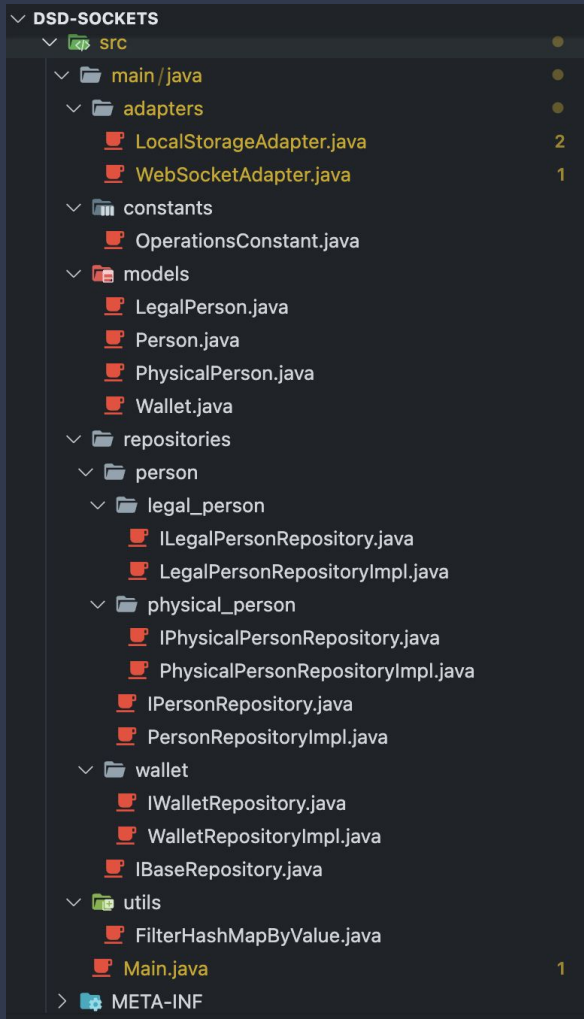 DSD-SOCKETS
src
main/java
adapters
LocalStorageAdapter.java 2
WebSocketAdapter.java 1
constants
OperationsConstant.java
models
LegalPerson.java
Person.java
PhysicalPerson.java
Wallet.java
repositories
person
legal_person
ILegalPersonRepository.java
LegalPersonRepositoryImpl.java
physical_person
IPhysicalPersonRepository.java
PhysicalPersonRepositoryImpl.java
IPersonRepository.java
PersonRepositoryImpl.java
wallet
IWalletRepository.java
WalletRepositoryImpl.java
IBaseRepository.java
utils
FilterHashMapByValue.java
Main.java 1
META-INF